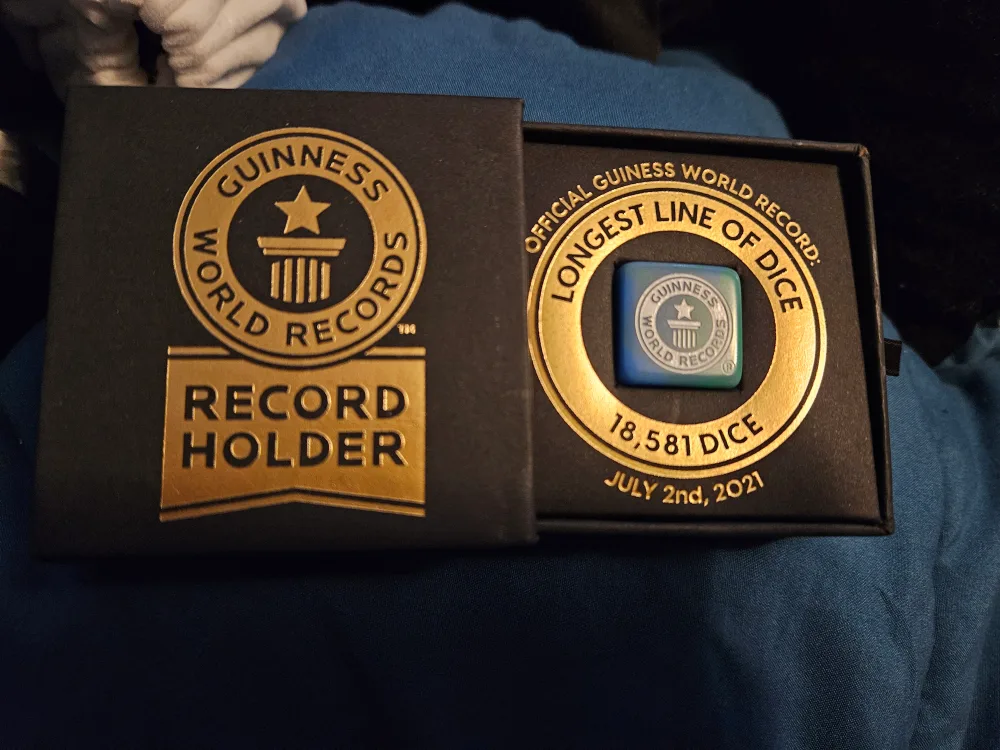 GUINNESS
WORLD RECORDS
™
RECORD
HOLDER
OFFICIAL GUINESS WORLD RECORD:
LONGEST LINE OF DICE
GUINNESS
WORLD RECORDS
®
18,581 DICE
JULY 2nd, 2021